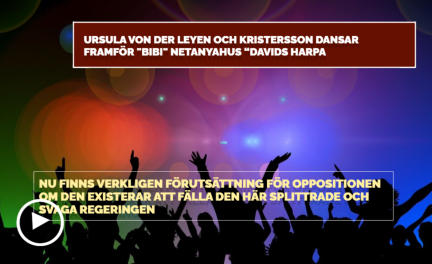 URSULA VON DER LEYEN OCH KRISTERSSON DANSAR
FRAMFÖR "BIBI" NETANYAHUS "DAVIDS HARPA
NU FINNS VERKLIGEN FÖRUTSÄTTNING FÖR OPPOSITIONEN
OM DEN EXISTERAR ATT FÄLLA DEN HÄR SPLITTRADE OCH
SVAGA REGERINGEN